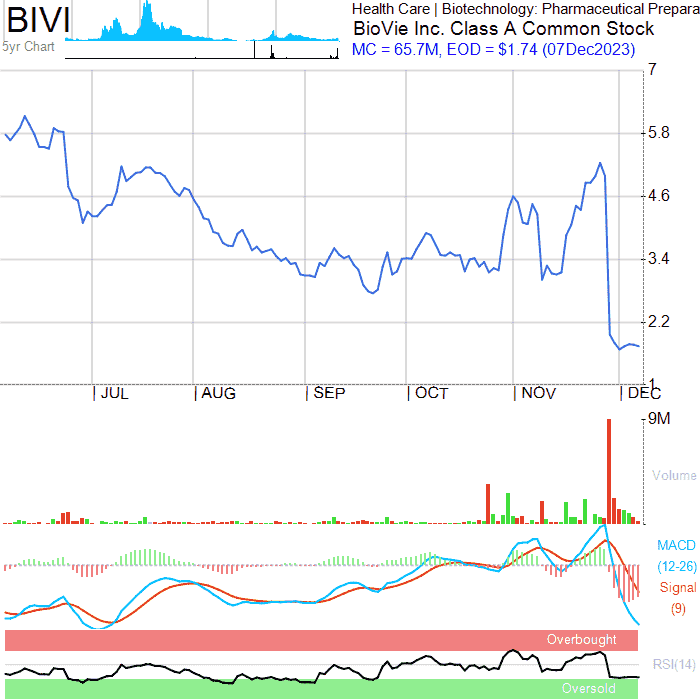 BIVI
5yr Chart
Health Care | Biotechnology: Pharmaceutical Prepara
BioVie Inc. Class A Common Stock
MC = 65.7M, EOD = $1.74 (07Dec2023)
7
5.8
4.6
3.4
2.2
1
| JUL | AUG | SEP | OCT | NOV | DEC
9M
Volume
MACD
(12-26)
Signal
(9)
Overbought
RSI(14)
Oversold